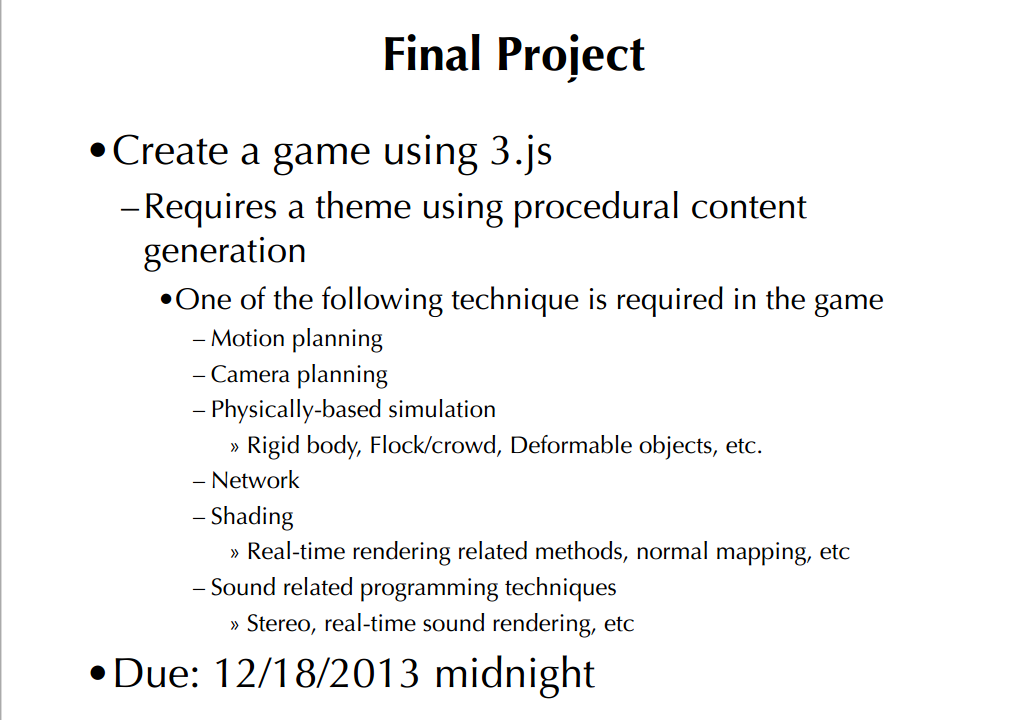 Final Project
•Create a game using 3.js
–Requires a theme using procedural content
generation
•One of the following technique is required in the game
– Motion planning
– Camera planning
– Physically-based simulation
» Rigid body, Flock/crowd, Deformable objects, etc.
– Network
– Shading
» Real-time rendering related methods, normal mapping, etc
– Sound related programming techniques
» Stereo, real-time sound rendering, etc
•Due: 12/18/2013 midnight